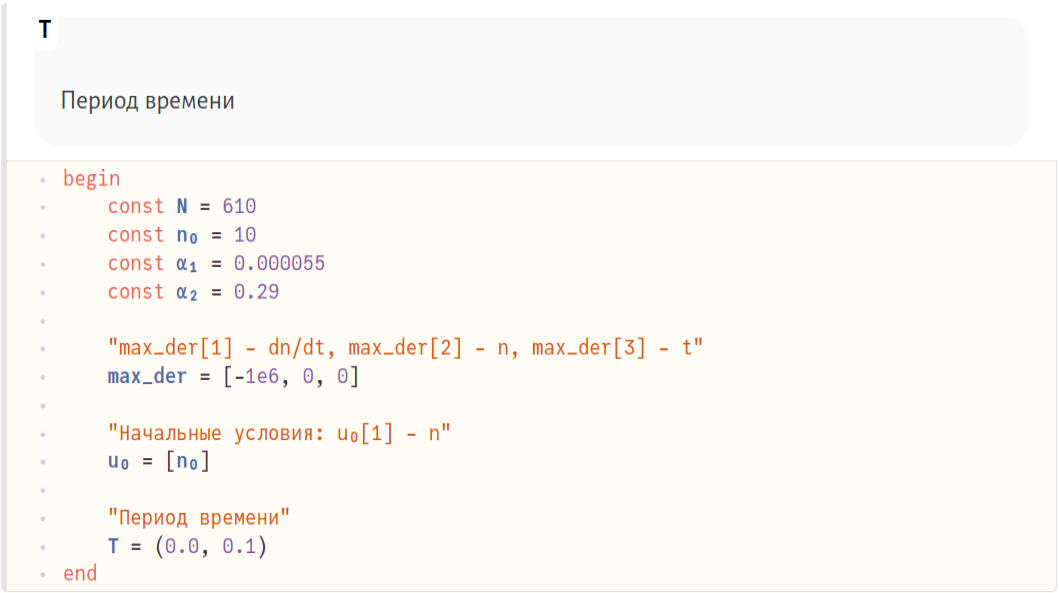 T
Период времени
begin
const N = 610
const n₀ = 10
const α₁ = 0.000055
const α₂ = 0.29
"max_der[1] - dn/dt, max_der[2] - n, max_der[3] - t"
max_der = [-1e6, 0, 0]
"Начальные условия: u₀[1] - n"
u₀ = [n₀]
"Период времени"
T = (0.0, 0.1)
end